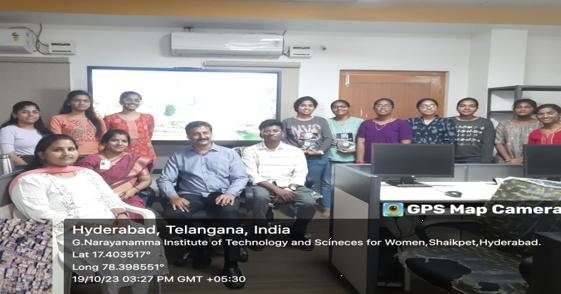 GPS Map Camera
Hyderabad, Telangana, India
G.Narayanamma Institute of Technology and Scineces for Women,Shaikpet,Hyderabad.
Lat 17.403517°
Long 78.398551°
19/10/23 03:27 PM GMT +05:30